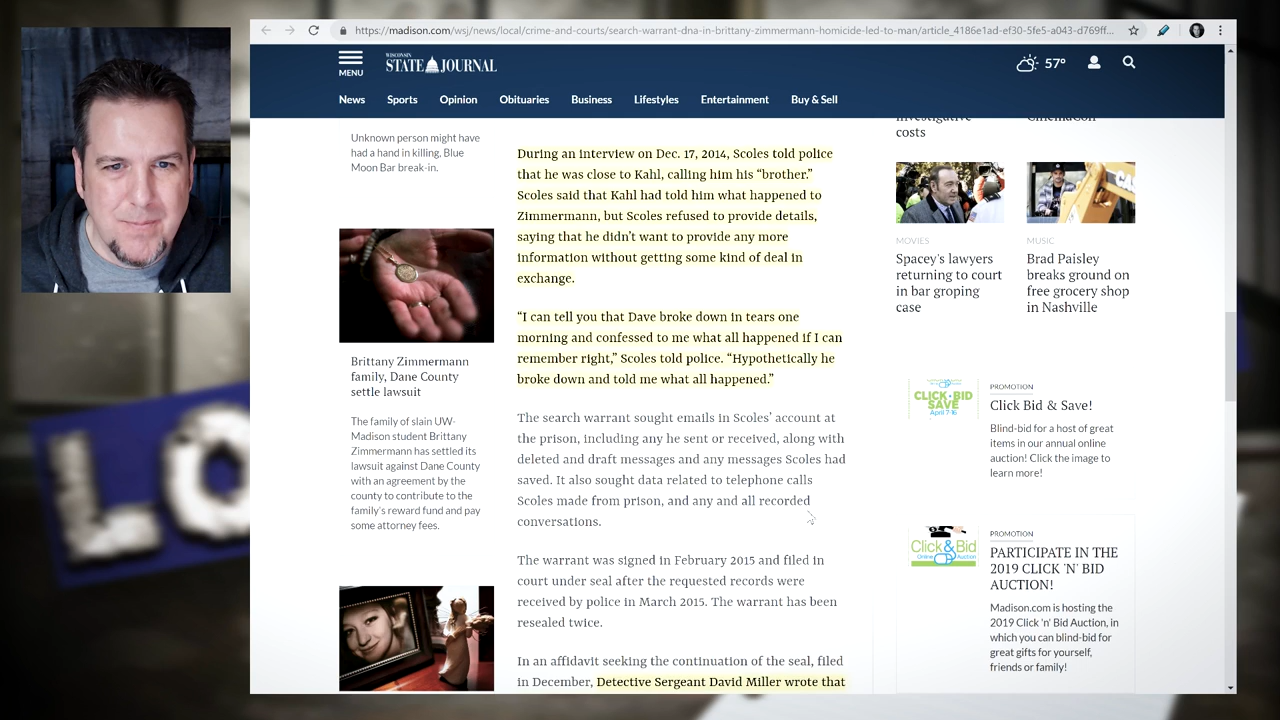 https://madison.com/wsj/news/local/crime-and-courts/search-warrant-dna-in-brittany-zimmermann-homicide-led-to-man/article_4186e1ad-ef30-5fe5-a043-d769ff...
MENU
WISCONSIN
STATE JOURNAL
57°
News Sports Opinion Obituaries Business Lifestyles Entertainment Buy & Sell
Unknown person might have
had a hand in killing, Blue
Moon Bar break-in.
Brittany Zimmermann
family, Dane County
settle lawsuit
The family of slain UW-
Madison student Brittany
Zimmermann has settled its
lawsuit against Dane County
with an agreement by the
county to contribute to the
family's reward fund and pay
some attorney fees.
During an interview on Dec. 17, 2014, Scoles told police
that he was close to Kahl, calling him his “brother.”
Scoles said that Kahl had told him what happened to
Zimmermann, but Scoles refused to provide details,
saying that he didn’t want to provide any more
information without getting some kind of deal in
exchange.
“I can tell you that Dave broke down in tears one
morning and confessed to me what all happened if I can
remember right,” Scoles told police. “Hypothetically he
broke down and told me what all happened.”
The search warrant sought emails in Scoles’ account at
the prison, including any he sent or received, along with
deleted and draft messages and any messages Scoles had
saved. It also sought data related to telephone calls
Scoles made from prison, and any and all recorded
conversations.
The warrant was signed in February 2015 and filed in
court under seal after the requested records were
received by police in March 2015. The warrant has been
resealed twice.
In an affidavit seeking the continuation of the seal, filed
in December, Detective Sergeant David Miller wrote that
investigative
costs
CinemaCon
MOVIES
Spacey's lawyers
returning to court
in bar groping
case
MUSIC
Brad Paisley
breaks ground on
free grocery shop
in Nashville
CLICK BID
SAVE
April 7-16
PROMOTION
Click Bid & Save!
Blind-bid for a host of great
items in our annual online
auction! Click the image to
learn more!
Click & Bid
Online Auction
PROMOTION
PARTICIPATE IN THE
2019 CLICK 'N' BID
AUCTION!
Madison.com is hosting the
2019 Click 'n' Bid Auction, in
which you can blind-bid for
great gifts for yourself,
friends or family!
LO